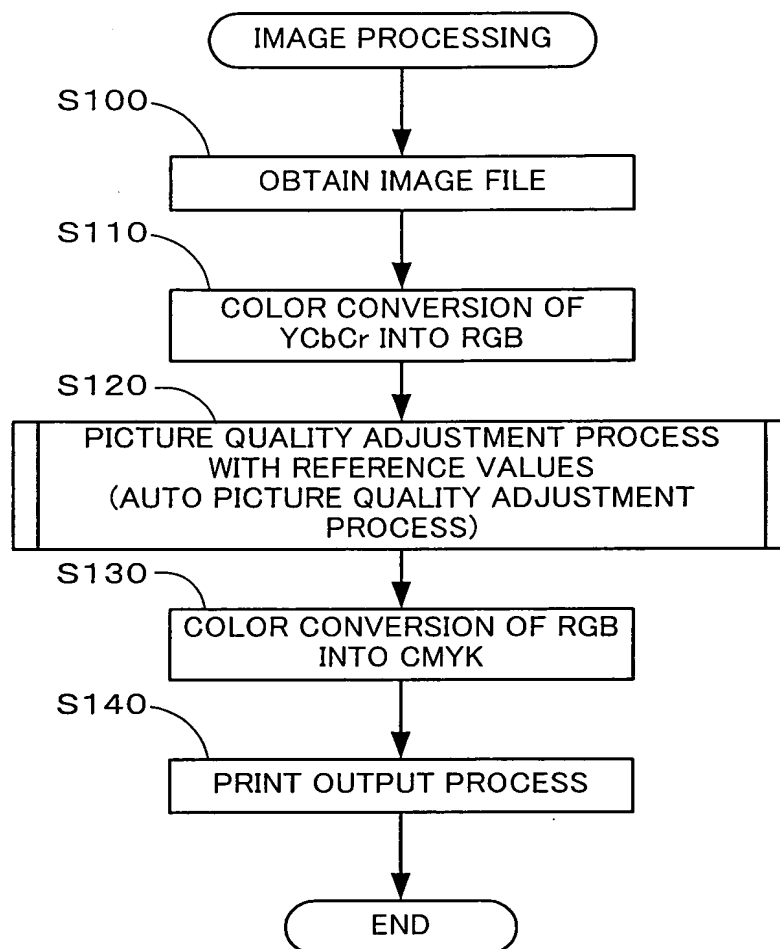 IMAGE PROCESSING
S100
OBTAIN IMAGE FILE
S110
COLOR CONVERSION OF
YCbCr INTO RGB
S120
PICTURE QUALITY ADJUSTMENT PROCESS
WITH REFERENCE VALUES
(AUTO PICTURE QUALITY ADJUSTMENT
PROCESS)
S130
COLOR CONVERSION OF RGB
INTO CMYK
S140
PRINT OUTPUT PROCESS
END